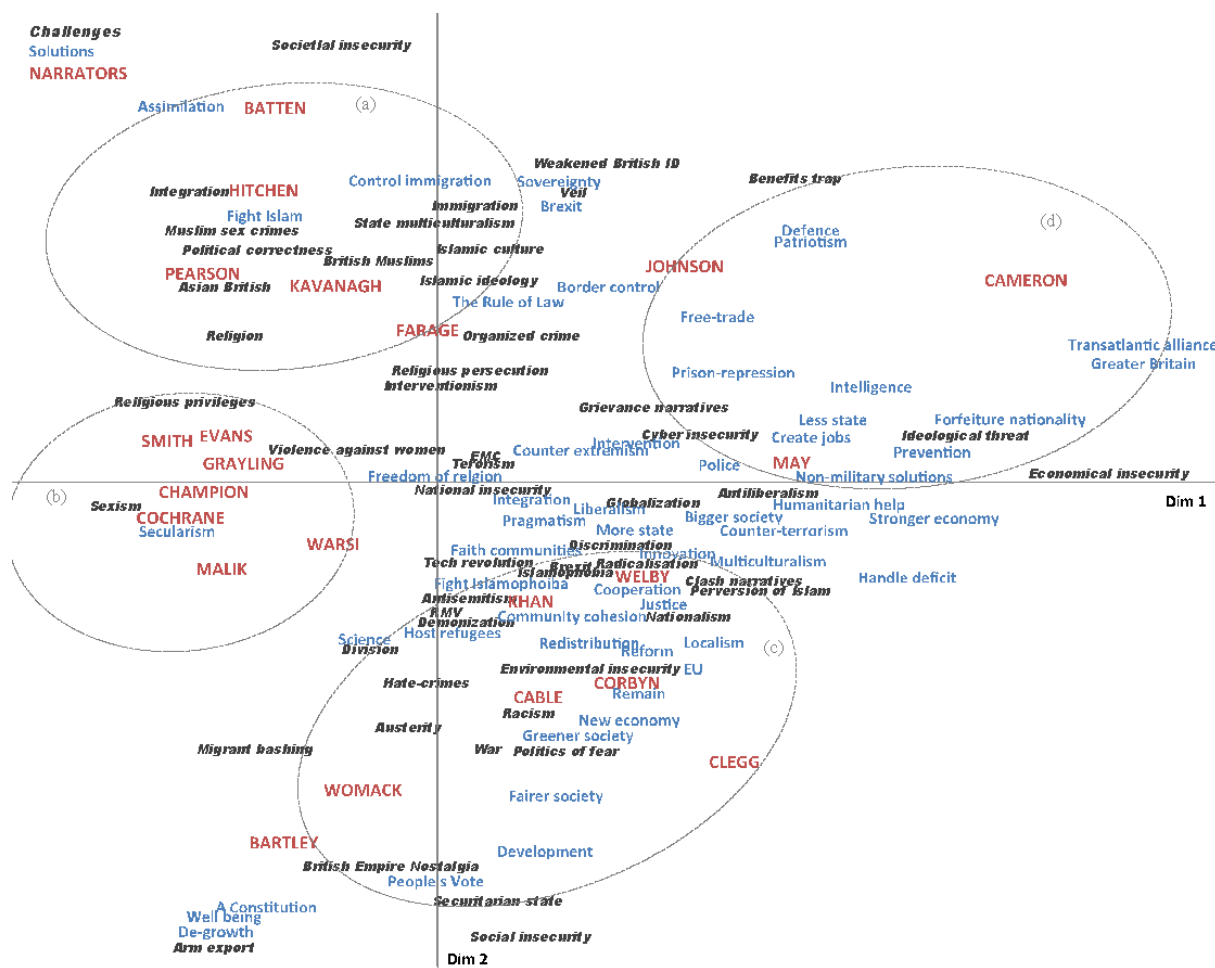 Challenges
Solutions
NARRATORS
Societlal insecurity
Assimilation
BATTEN
(a)
Weakened British ID
Benefits trap
Control immigration
Sovereignty
Integration
HITCHEN
Veil
Immigration
Brexit
Fight Islam
State multiculturalism
(d)
Muslim sex crimes
Defence
Patriotism
Political correctness
Islamic culture
British Muslims
JOHNSON
PEARSON
CAMERON
Asian British
KAVANAGH
Islamic ideology
Border control
The Rule of Law
Free-trade
FARAGE
Religion
Organized crime
Transatlantic alliance
Greater Britain
Religious persecution
Prison-repression
Interventionism
Intelligence
Religious privileges
Grievance narratives
Less state
Forfeiture nationality
SMITH
EVANS
Cyber insecurity
Create jobs
Ideological threat
Intervention
Violence against women
Counter extremism
Prevention
EMC
GRAYLING
Terorism
Police
MAY
Freedom of relgion
Non-military solutions
Economical insecurity
CHAMPION
National insecurity
Antiliberalism
(b)
Integration
Globalization
Dim 1
Sexism
Liberalism
Humanitarian help
COCHRANE
Pragmatism
Bigger society
Stronger economy
Secularism
More state
Counter-terrorism
WARSI
Discrimination
Faith communities
Innovation
Tech revolution
Brexit
Radicalisation
Multiculturalism
MALIK
Islamophobia
WELBY
Handle deficit
Fight Islamophoiba
Cooperation
Clash narratives
Perversion of Islam
Antisemitism
RHAN
Justice
RMV
Community cohesion
Nationalism
Demonization
Host refugees
Science
Redistribution
Localism
Division
Reform
(c)
Environmental insecurity
EU
Hate-crimes
CORBYN
CABLE
Remain
Racism
Austerity
New economy
Greener society
Migrant bashing
War
Politics of fear
CLEGG
WOMACK
Fairer society
BARTLEY
Development
British Empire Nostalgia
People's Vote
Securitarian state
A Constitution
Well being
De-growth
Social insecurity
Arm export
Dim 2